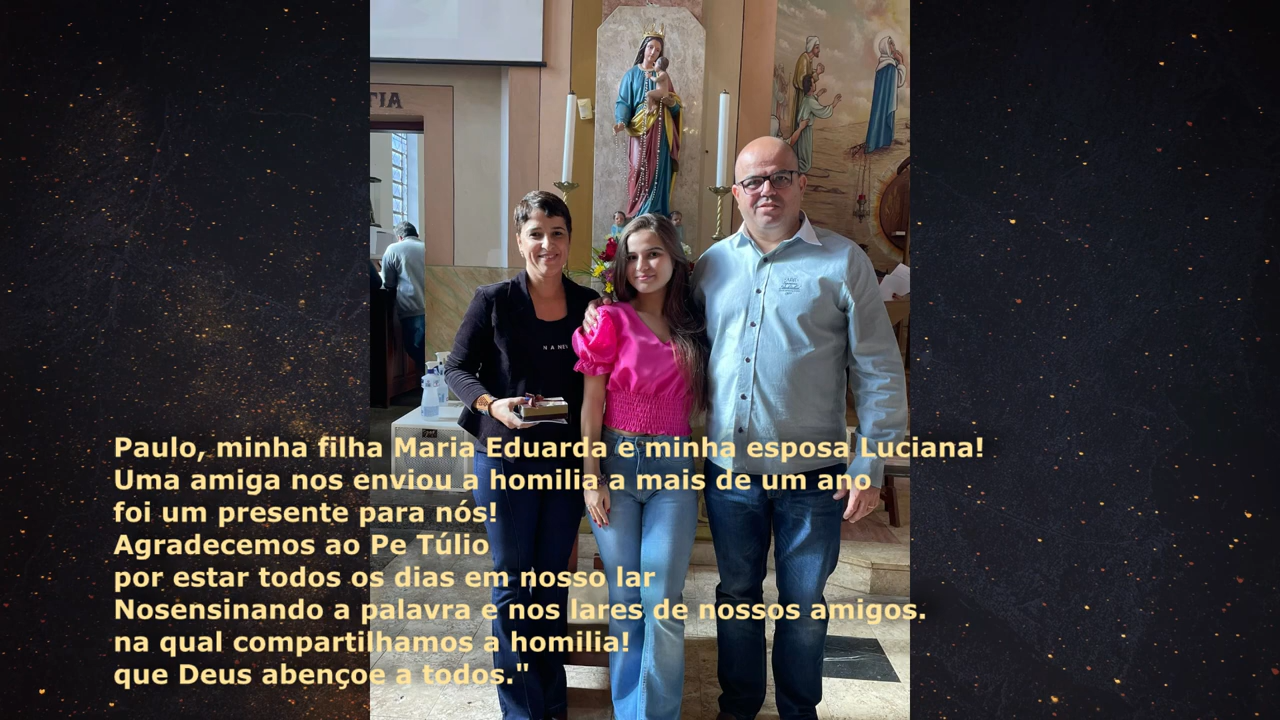 TIA
N A NEV
Paulo, minha filha Maria Eduarda e minha esposa Luciana!
Uma amiga nos enviou a homilia a mais de um ano
foi um presente para nós!
Agradecemos ao Pe Túlio
por estar todos os dias em nosso lar
Nosensinando a palavra e nos lares de nossos amigos.
na qual compartilhamos a homilia!
que Deus abençoe a todos."